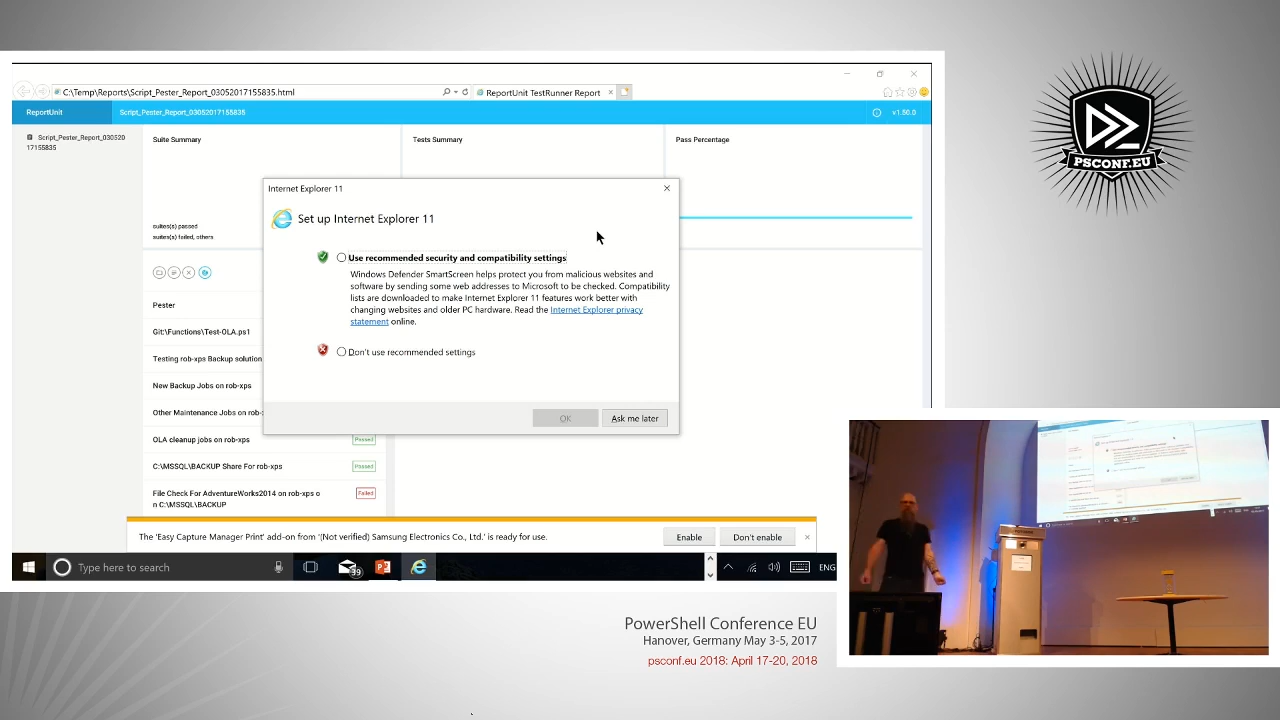 C:\Temp\Reports\Script_Pester_Report_03052017155835.html
ReportUnit TestRunner Report
ReportUnit
Script_Pester_Report_03052017155835
v1.50.0
Script_Pester_Report_030520
17155835
Suite Summary
Tests Summary
Pass Percentage
suites(s) passed
suites(s) failed, others
Internet Explorer 11
Set up Internet Explorer 11
Use recommended security and compatibility settings
Windows Defender SmartScreen helps protect you from malicious websites and
software by sending some web addresses to Microsoft to be checked. Compatibility
lists are downloaded to make Internet Explorer 11 features work better with
changing websites and older PC hardware. Read the Internet Explorer privacy
statement online.
Don't use recommended settings
OK
Ask me later
Pester
Git:\Functions\Test-OLA.ps1
Testing rob-xps Backup solution
New Backup Jobs on rob-xps
Other Maintenance Jobs on rob-
OLA cleanup jobs on rob-xps
Passed
C:\MSSQL\BACKUP Share For rob-xps
Passed
File Check For AdventureWorks2014 on rob-xps o
n C:\MSSQL\BACKUP
Failed
The 'Easy Capture Manager Print' add-on from '(Not verified) Samsung Electronics Co., Ltd.' is ready for use.
Enable
Don't enable
Type here to search
39
ENG
PSCONF.EU
PowerShell Conference EU
Hanover, Germany May 3-5, 2017
psconf.eu 2018: April 17-20, 2018